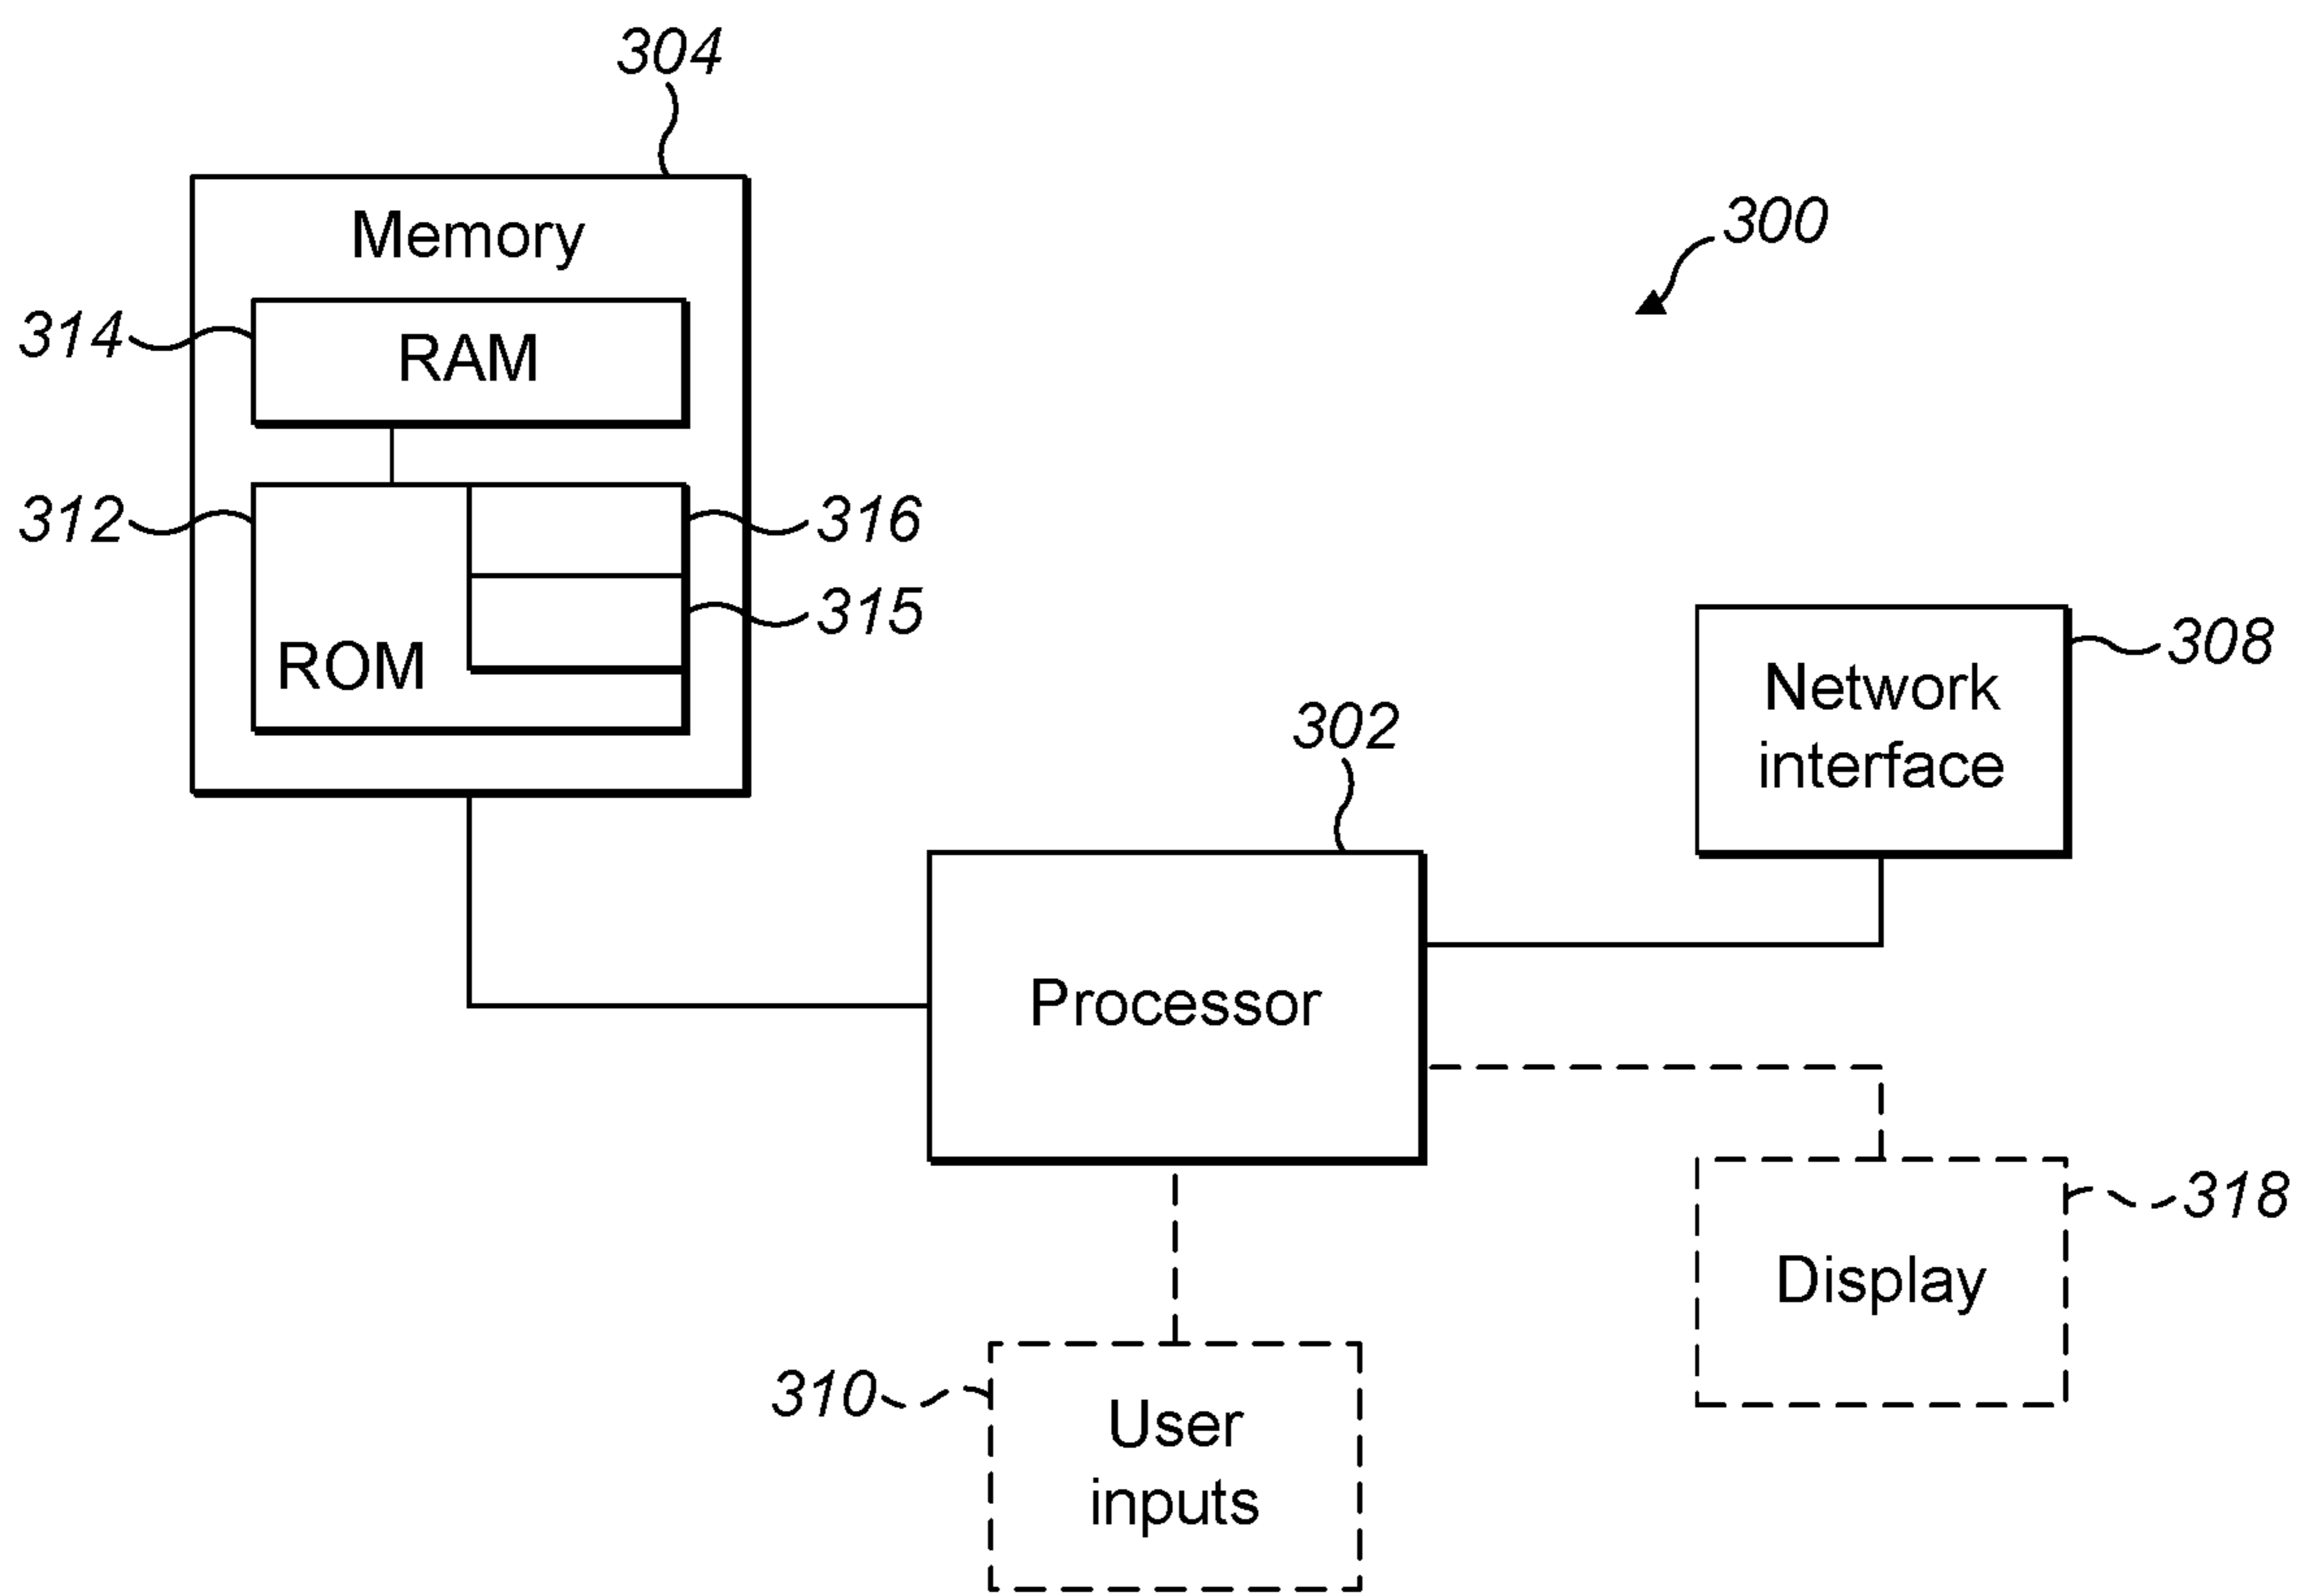 304
Memory
300
314
RAM
312
316
315
ROM
308
Network
interface
302
Processor
318
Display
310
User
inputs